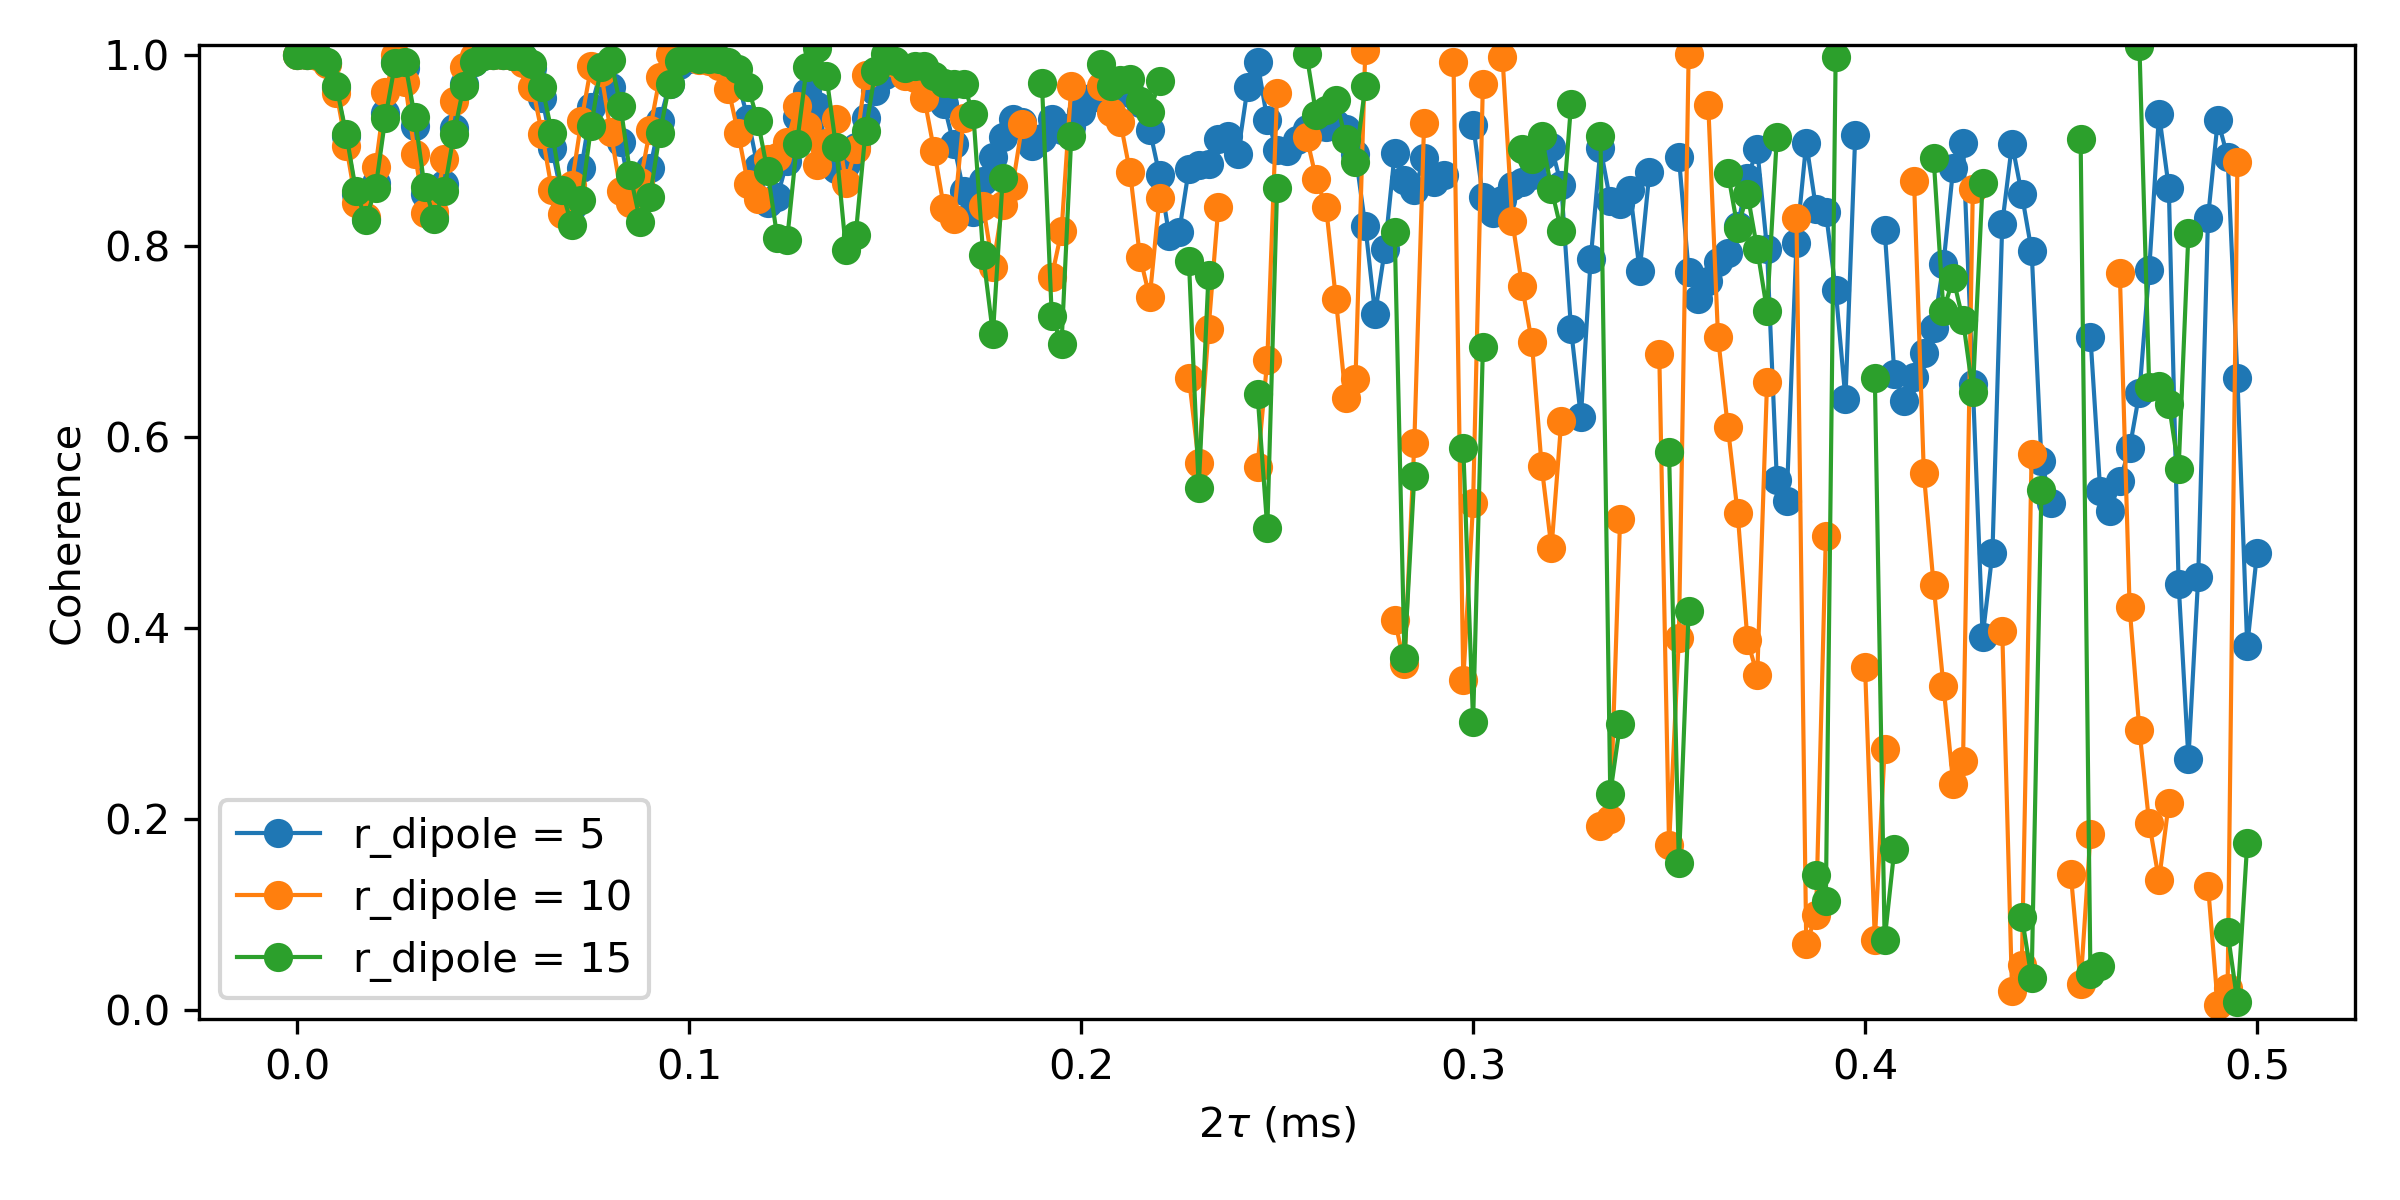 1.0
0.8
0.6
0.4
0.2
0.0
Coherence
r_dipole = 5
r_dipole = 10
r_dipole = 15
0.0 0.1 0.2 0.3 0.4 0.5
2τ (ms)